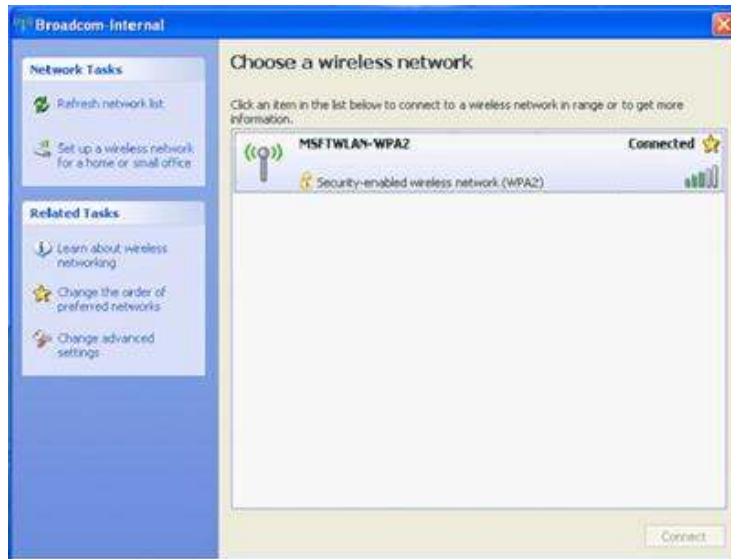 Broadcom-Internal
Network Tasks
Refresh network list
Set up a wireless network
for a home or small office
Related Tasks
Learn about wireless
networking
Change the order of
preferred networks
Change advanced
settings
Choose a wireless network
Click an item in the list below to connect to a wireless network in range or to get more
information.
MSFTWLAN-WPA2
Connected
Security-enabled wireless network (WPA2)
Connect